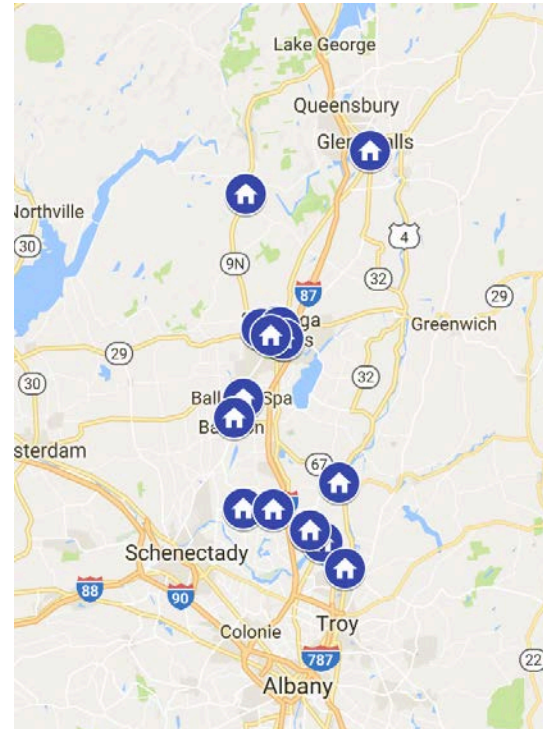 Lake George
Queensbury
Northville
30
9N
4
32
87
29
Greenwich
29
30
32
67
sterdam
Schenectady
88
90
Colonie
Troy
787
22
Albany